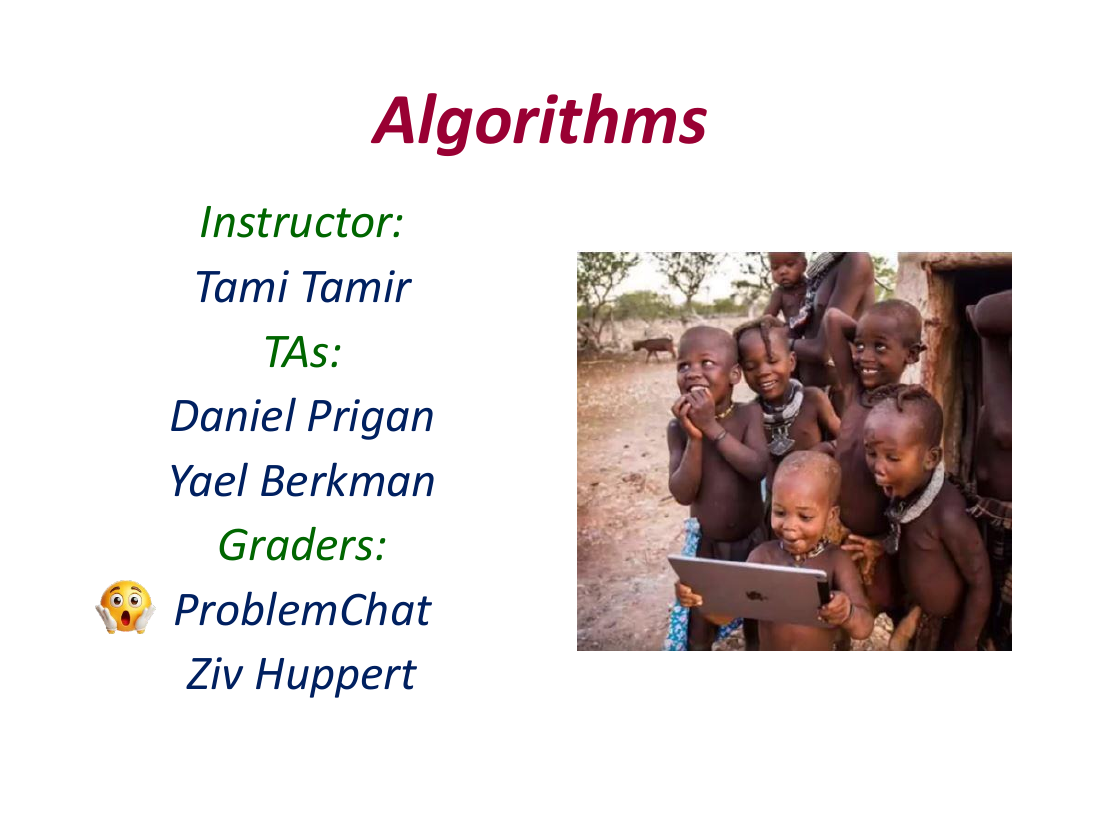 Algorithms
Instructor:
Tami Tamir
TAs:
Daniel Prigan
Yael Berkman
Graders:
ProblemChat
Ziv Huppert